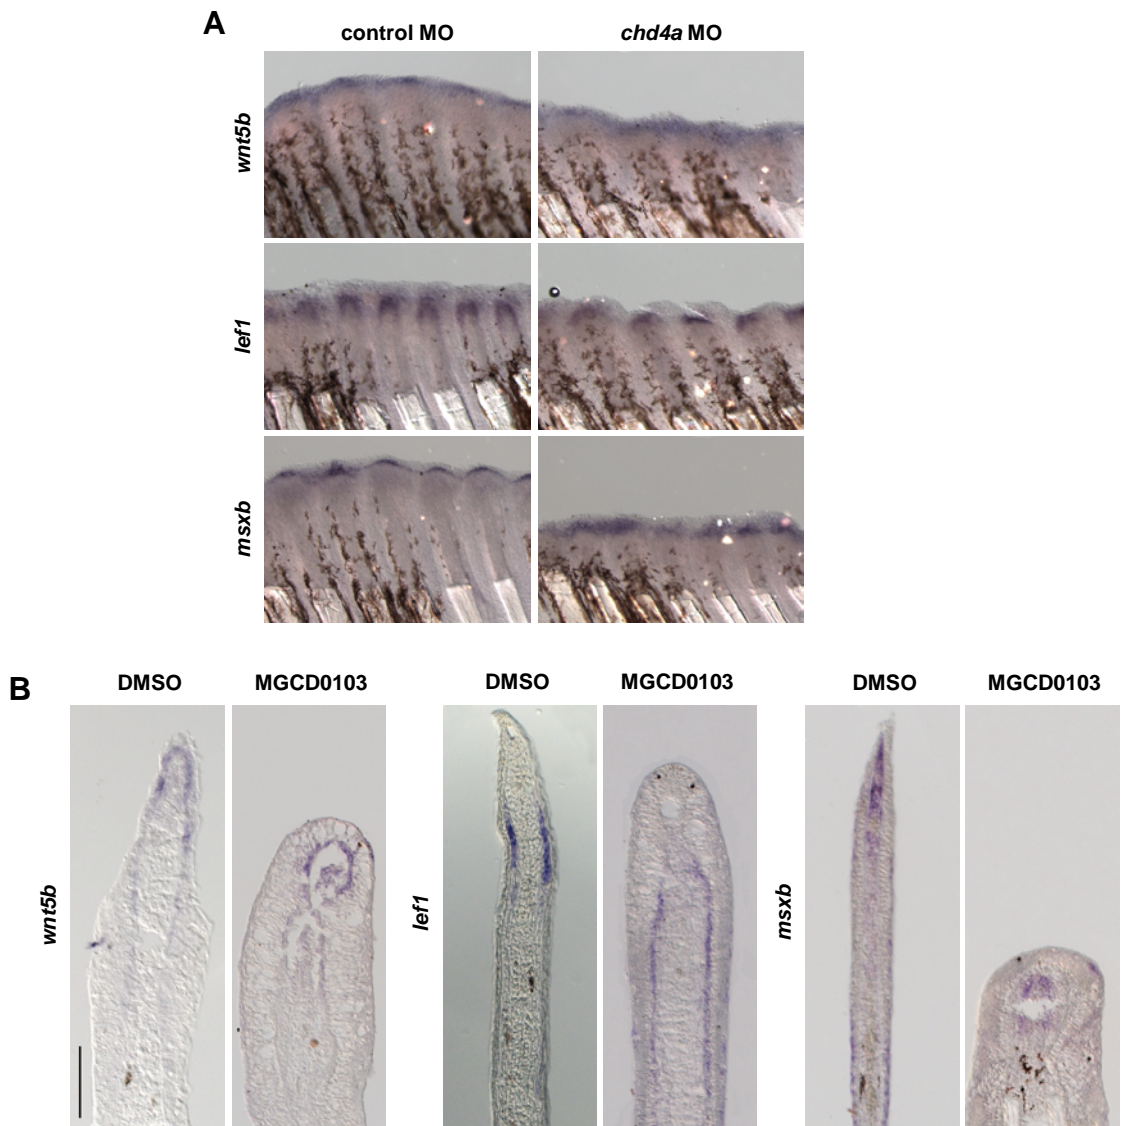 A
control MO
chd4a MO
wnt5b
lef1
msxb
B
DMSO
MGCD0103
DMSO
MGCD0103
DMSO
MGCD0103
wnt5b
lef1
msxb